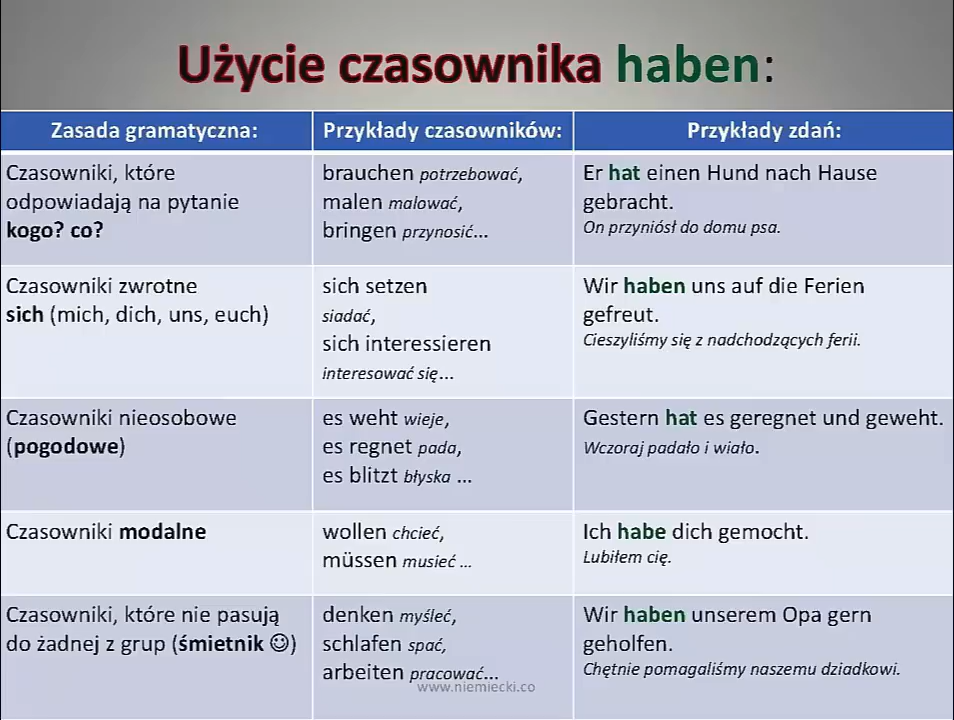 Użycie czasownika haben:
Zasada gramatyczna:
Przykłady czasowników:
Przykłady zdań:
Czasowniki, które
odpowiadają na pytanie
kogo? co?
brauchen potrzebować,
malen malować,
bringen przynosić...
Er hat einen Hund nach Hause
gebracht.
On przyniósł do domu psa.
Czasowniki zwrotne
sich (mich, dich, uns, euch)
sich setzen
siadać,
sich interessieren
interesować się...
Wir haben uns auf die Ferien
gefreut.
Cieszyliśmy się z nadchodzących ferii.
Czasowniki nieosobowe
(pogodowe)
es weht wieje,
es regnet pada,
es blitzt błyska ...
Gestern hat es geregnet und geweht.
Wczoraj padało i wiało.
Czasowniki modalne
wollen chcieć,
müssen musieć ...
Ich habe dich gemocht.
Lubiłem cię.
Czasowniki, które nie pasują
do żadnej z grup (śmietnik ☺)
denken myśleć,
schlafen spać,
arbeiten pracować...
Wir haben unserem Opa gern
geholfen.
Chętnie pomagaliśmy naszemu dziadkowi.
www.niemiecki.co